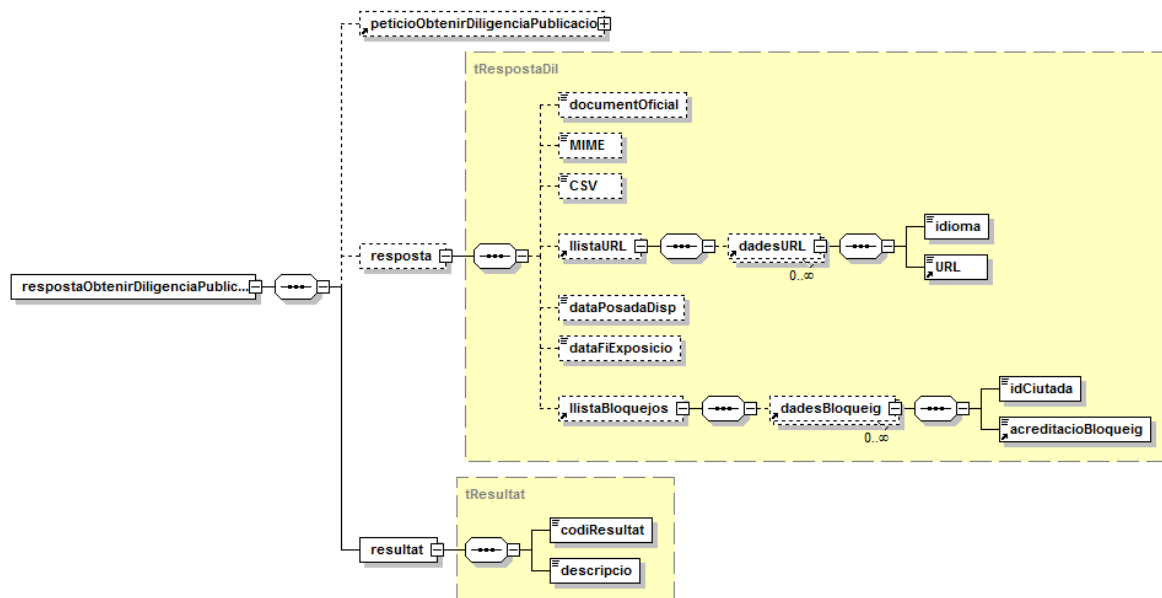 peticioObtenirDiligenciaPublicacio
tRespostaDil
documentOficial
MIME
CSV
llistaURL
dadesURL
0..∞
idioma
URL
resposta
respostaObtenirDiligenciaPublic...
dataPosadaDisp
dataFiExposicio
llistaBloquejos
dadesBloqueig
0..∞
idCiutada
acreditacioBloqueig
tResultat
resultat
codiResultat
descripcio